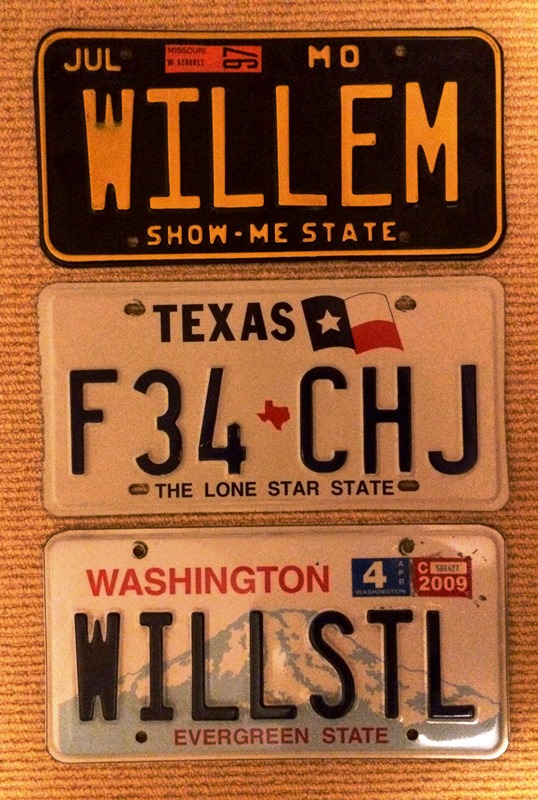 JUL MISSOURI 97 MO
WILLEM
SHOW-ME STATE
TEXAS
F34 CHJ
THE LONE STAR STATE
WASHINGTON 4 APR WASHINGTON C 2009
WILLSTL
EVERGREEN STATE